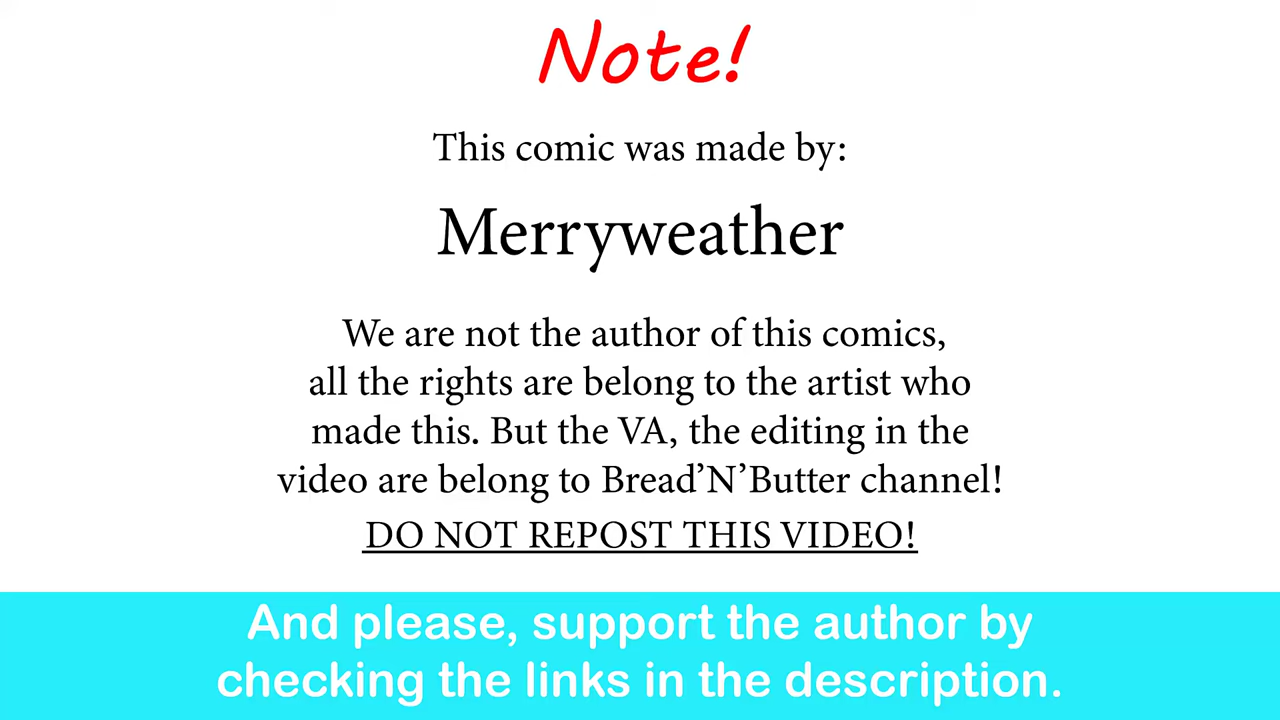 Note!
This comic was made by:
Merryweather
We are not the author of this comics,
all the rights are belong to the artist who
made this. But the VA, the editing in the
video are belong to Bread’N’Butter channel!
DO NOT REPOST THIS VIDEO!
And please, support the author by
checking the links in the description.